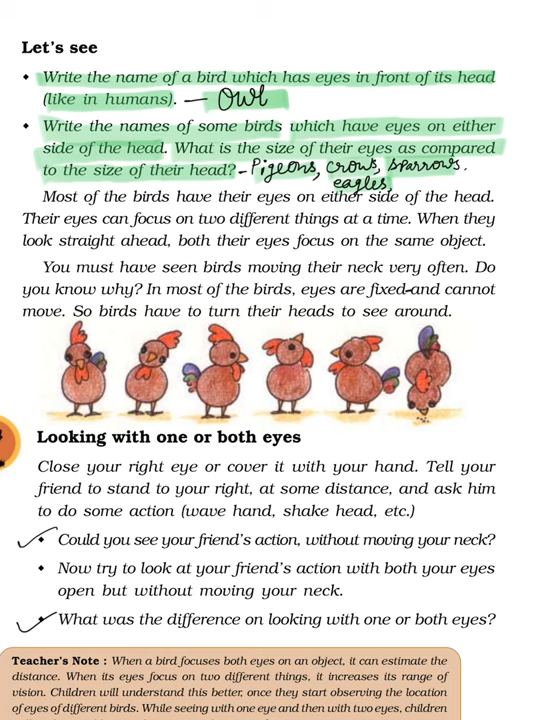 Let's see
• Write the name of a bird which has eyes in front of its head
(like in humans). — Owl
• Write the names of some birds which have eyes on either
side of the head. What is the size of their eyes as compared
to the size of their head? - Pigeons, crows, sparrows.
eagles,
Most of the birds have their eyes on either side of the head.
Their eyes can focus on two different things at a time. When they
look straight ahead, both their eyes focus on the same object.
You must have seen birds moving their neck very often. Do
you know why? In most of the birds, eyes are fixed and cannot
move. So birds have to turn their heads to see around.
Looking with one or both eyes
Close your right eye or cover it with your hand. Tell your
friend to stand to your right, at some distance, and ask him
to do some action (wave hand, shake head, etc.)
• Could you see your friend's action, without moving your neck?
• Now try to look at your friend's action with both your eyes
open but without moving your neck.
• What was the difference on looking with one or both eyes?
Teacher's Note : When a bird focuses both eyes on an object, it can estimate the
distance. When its eyes focus on two different things, it increases its range of
vision. Children will understand this better, once they start observing the location
of eyes of different birds. While seeing with one eye and then with two eyes, children